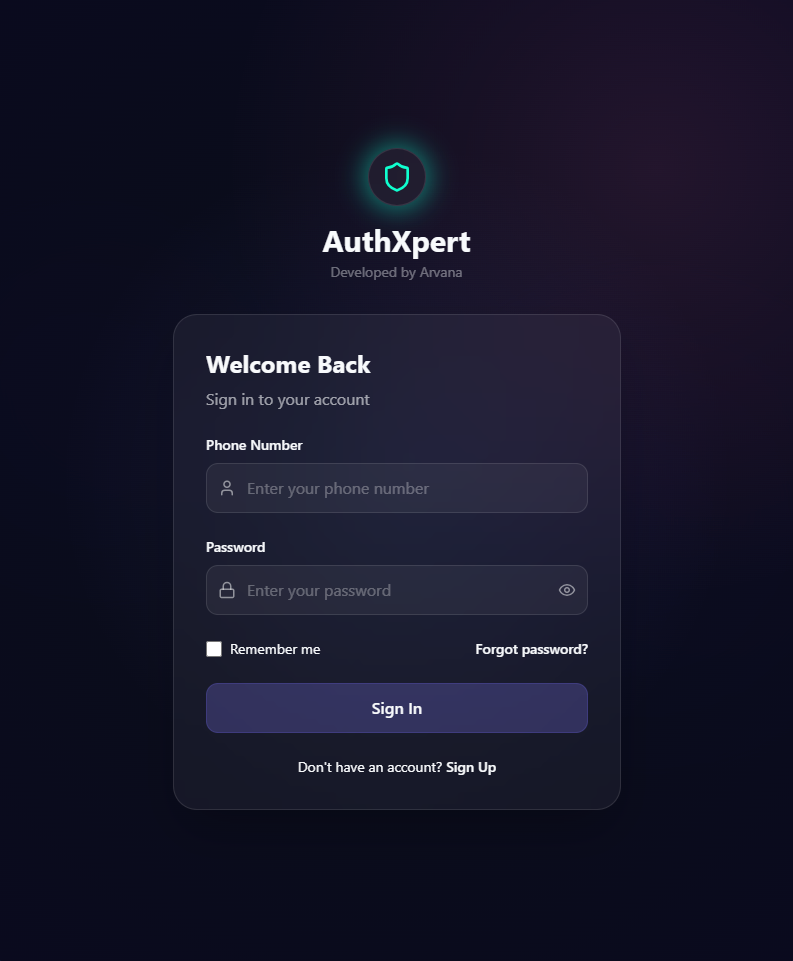 AuthXpert
Developed by Arvana
Welcome Back
Sign in to your account
Phone Number
Enter your phone number
Password
Enter your password
Remember me
Forgot password?
Sign In
Don't have an account? Sign Up